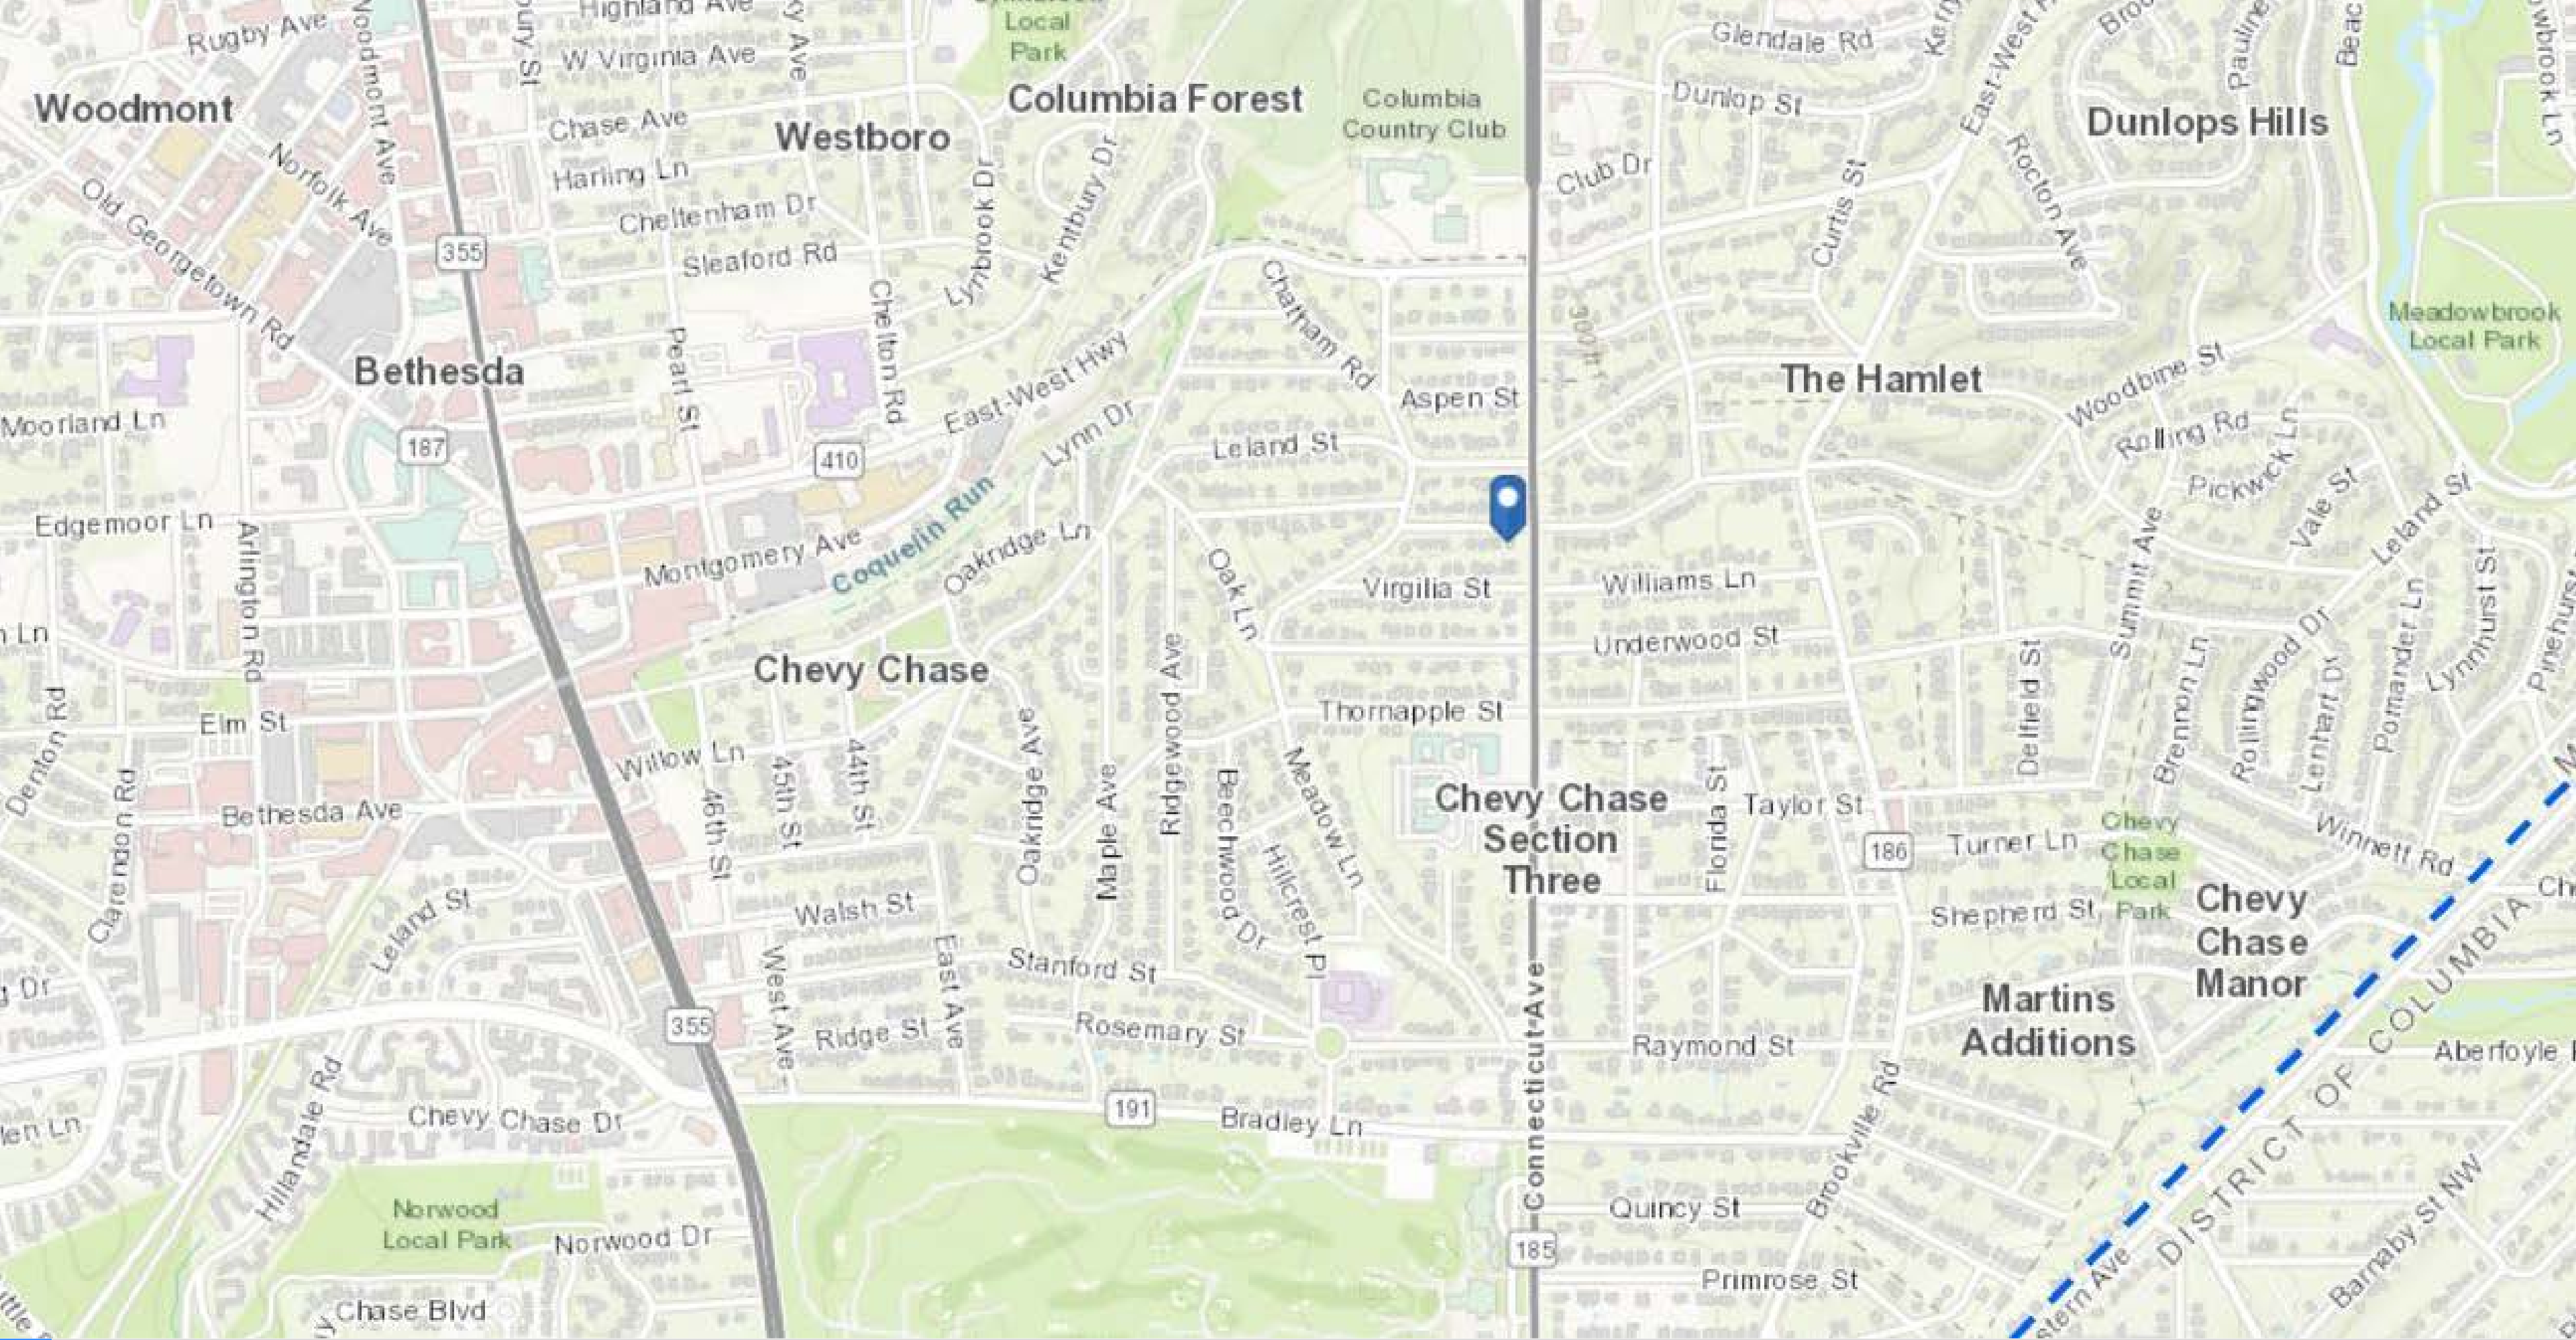 Highland Ave
Rugby Ave
Woodmont Ave
W Virginia Ave
Local
Park
Glendale Rd
Woodmont
Columbia Forest
Columbia
Country Club
Dunlop St
East-West
Dunlops Hills
Chase Ave
Westboro
Norfolk Ave
Harling Ln
Old Georgetown Rd
Cheltenham Dr
Lynbrook Dr
Kentbury Dr
Club Dr
Curtis St
Rocton Ave
355
Sleaford Rd
Chelton Rd
Chatham Rd
300 ft
Meadowbrook
Local Park
Bethesda
Pearl St
East-West Hwy
Aspen St
The Hamlet
Woodbine St
Moorland Ln
Lynn Dr
Leland St
Rolling Rd
Pickwick Ln
187
410
Vale St
Leland St
Edgemoor Ln
Arlington Rd
Montgomery Ave
Coquelin Run
Oakridge Ln
Oak Ln
Virgilia St
Williams Ln
Underwood St
Summit Ave
Lynnhurst St
Ln
Chevy Chase
Ridgewood Ave
Delfield St
Brennon Ln
Rollingwood Dr
Lenhart Dr
Pomander Ln
Denton Rd
Elm St
Willow Ln
Thornapple St
45th St
44th St
46th St
Oakridge Ave
Maple Ave
Beechwood Dr
Meadow Ln
Hillcrest Pl
Chevy Chase
Section
Three
Florida St
Taylor St
Bethesda Ave
Clarendon Rd
186
Turner Ln
Chevy
Chase
Local
Park
Winnett Rd
Leland St
Walsh St
Shepherd St
Chevy
Chase
Manor
West Ave
East Ave
Stanford St
Connecticut Ave
Martins
Additions
DISTRICT OF COLUMBIA
Dr
355
Ridge St
Rosemary St
Raymond St
Aberfoyle
Hillandale Rd
Chevy Chase Dr
191
Bradley Ln
Brookville Rd
Norwood
Local Park
Norwood Dr
Quincy St
185
Primrose St
Barnaby St NW
Chase Blvd